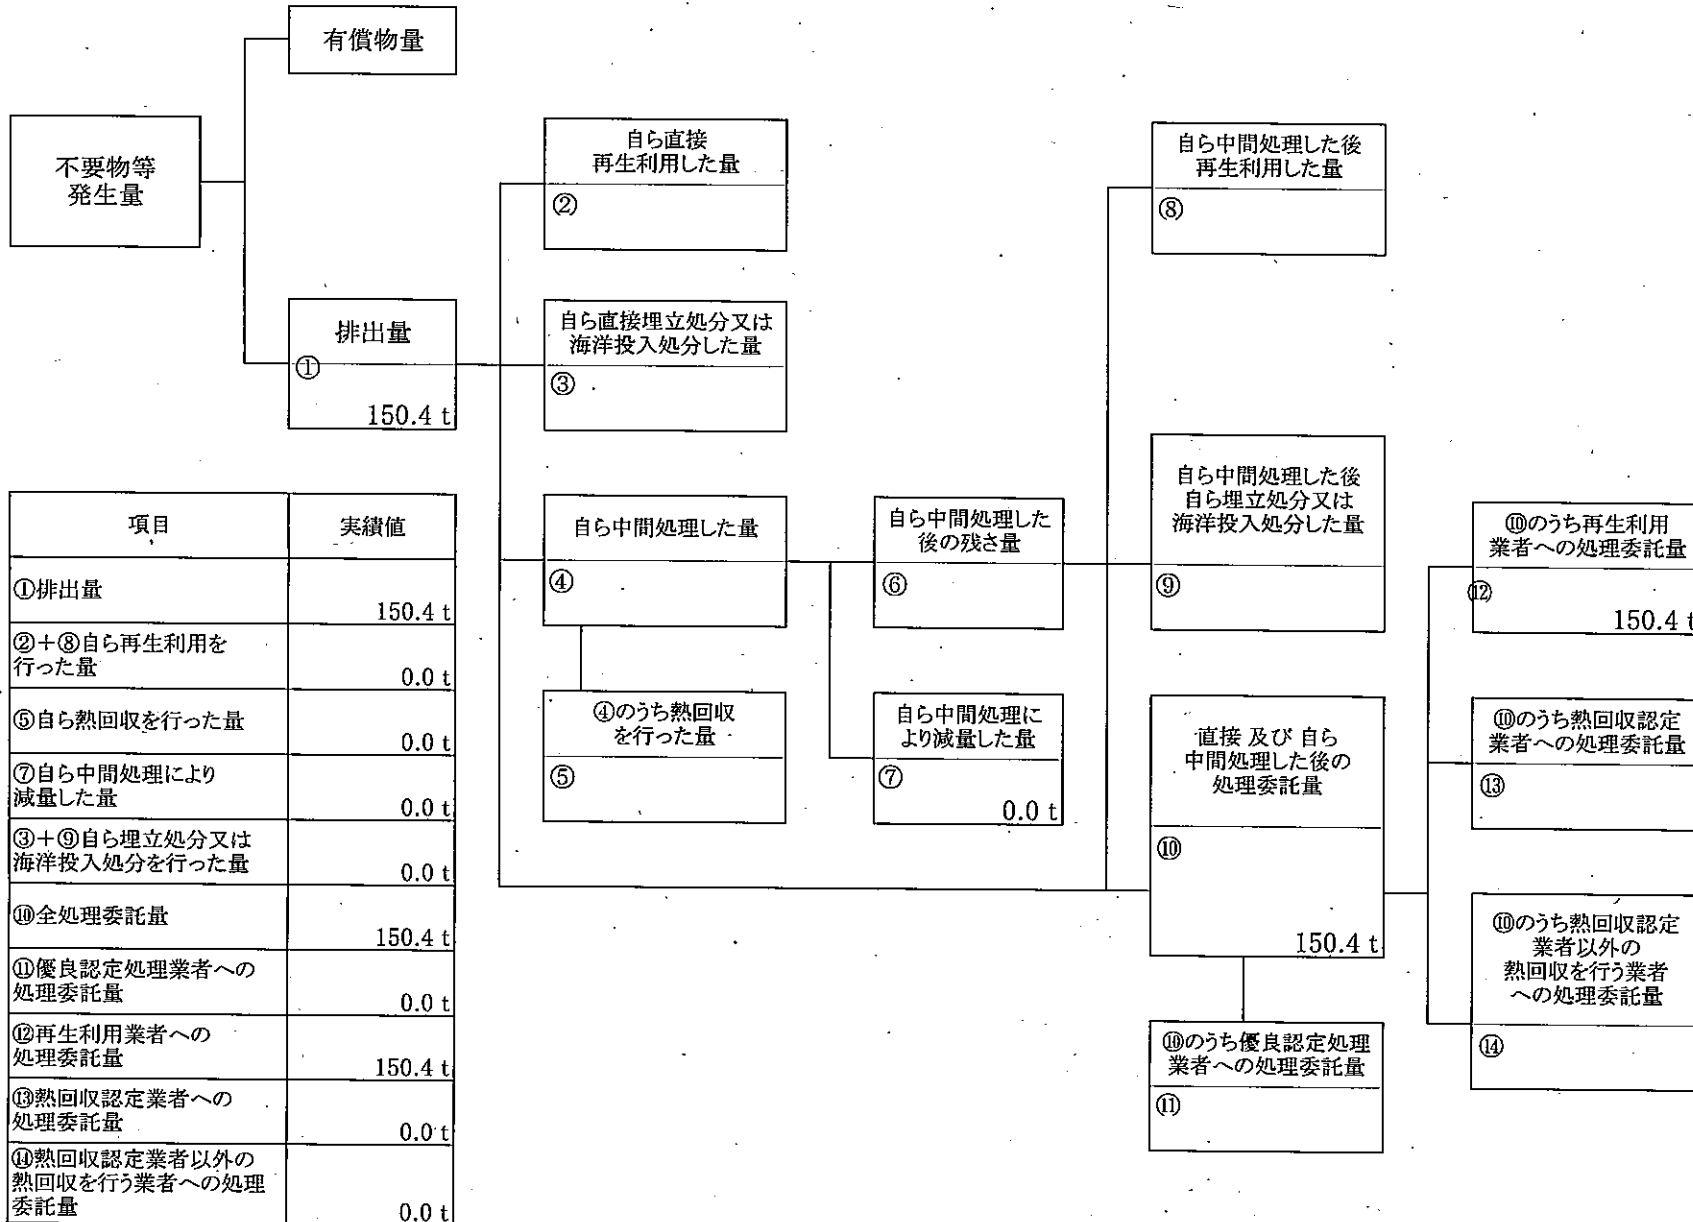 有償物量
不要物等
発生量
排出量
①
150.4 t
自ら直接
再生利用した量
②
自ら直接埋立処分又は
海洋投入処分した量
③
自ら中間処理した量
④
④のうち熱回収
を行った量
⑤
自ら中間処理した
後の残さ量
⑥
自ら中間処理に
より減量した量
⑦
0.0 t
自ら中間処理した後
再生利用した量
⑧
自ら中間処理した後
自ら埋立処分又は
海洋投入処分した量
⑨
直接 及び 自ら
中間処理した後の
処理委託量
⑩
150.4 t
⑩のうち優良認定処理
業者への処理委託量
⑪
⑩のうち再生利用
業者への処理委託量
⑫
150.4 t
⑩のうち熱回収認定
業者への処理委託量
⑬
⑩のうち熱回収認定
業者以外の
熱回収を行う業者
への処理委託量
⑭
項目 実績値
①排出量
150.4 t
②+⑧自ら再生利用を
行った量
0.0 t
⑤自ら熱回収を行った量
0.0 t
⑦自ら中間処理により
減量した量
0.0 t
③+⑨自ら埋立処分又は
海洋投入処分を行った量
0.0 t
⑩全処理委託量
150.4 t
⑪優良認定処理業者への
処理委託量
0.0 t
⑫再生利用業者への
処理委託量
150.4 t
⑬熱回収認定業者への
処理委託量
0.0 t
⑭熱回収認定業者以外の
熱回収を行う業者への処理
委託量
0.0 t